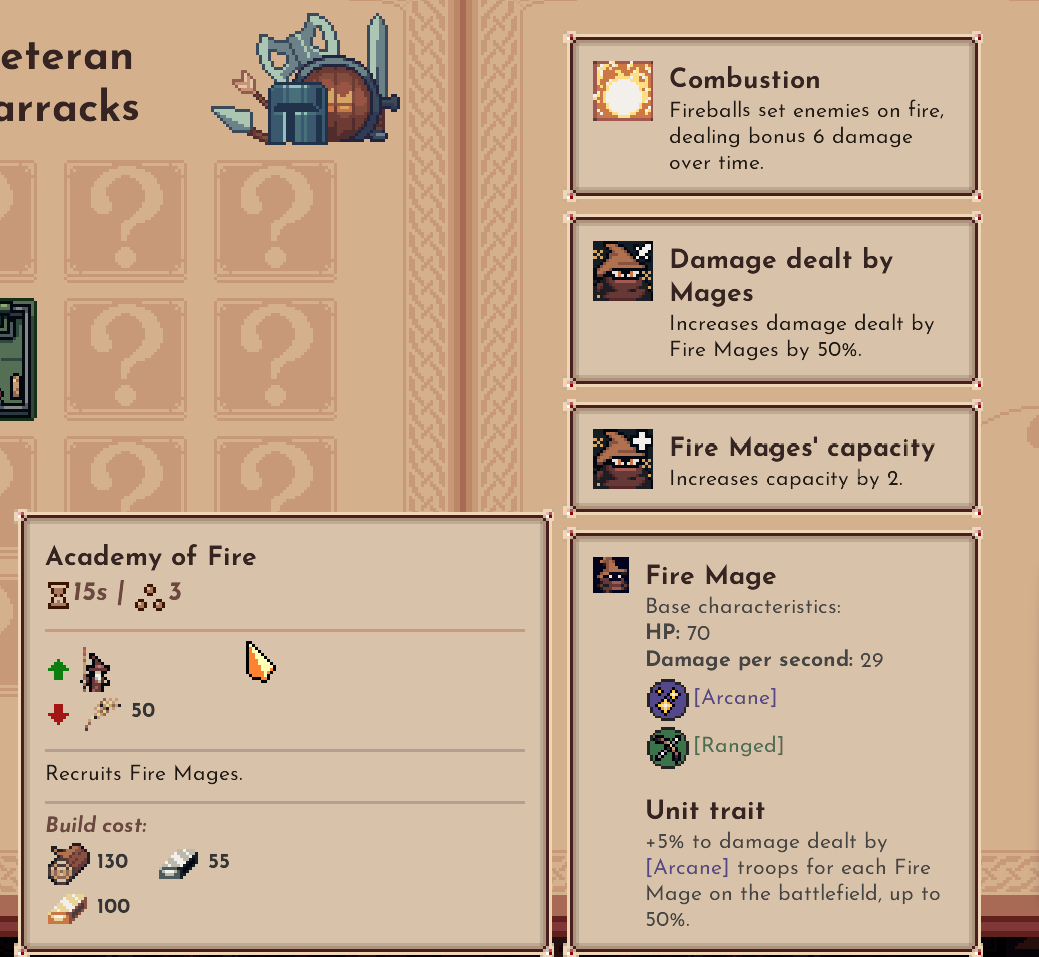 eteran
arracks
Combustion
Fireballs set enemies on fire,
dealing bonus 6 damage
over time.
Damage dealt by
Mages
Increases damage dealt by
Fire Mages by 50%.
Fire Mages' capacity
Increases capacity by 2.
Academy of Fire
15s | 3
50
Recruits Fire Mages.
Build cost:
130 55
100
Fire Mage
Base characteristics:
HP: 70
Damage per second: 29
[Arcane]
[Ranged]
Unit trait
+5% to damage dealt by
[Arcane] troops for each Fire
Mage on the battlefield, up to
50%.